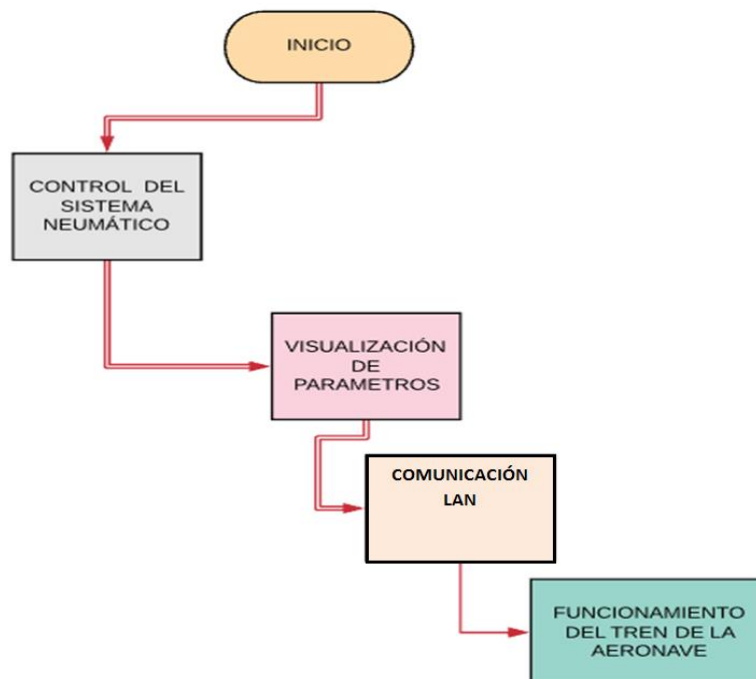 INICIO
CONTROL DEL
SISTEMA
NEUMÁTICO
VISUALIZACIÓN
DE
PARAMETROS
COMUNICACIÓN
LAN
FUNCIONAMIENTO
DEL TREN DE LA
AERONAVE